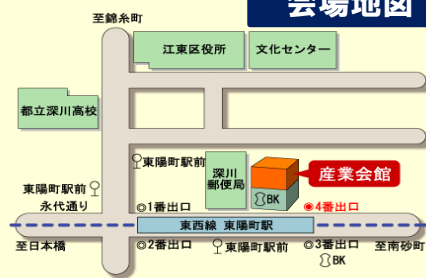 会場地図
至錦糸町
江東区役所
文化センター
都立深川高校
東陽町駅前
深川
郵便局
産業会館
BK
東陽町駅前
永代通り
◎1番出口
◉4番出口
東西線 東陽町駅
至日本橋
◎2番出口
東陽町駅前
◎3番出口
至南砂町
BK